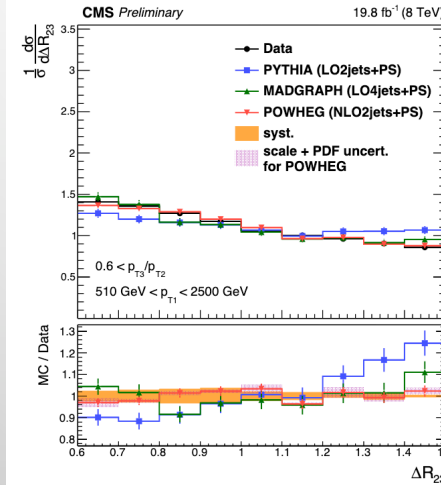 CMS Preliminary 19.8 fb⁻¹ (8 TeV)
1/σ dσ/dΔR₂₃
3.5
3
2.5
2
1.5
1
0.5
Data
PYTHIA (LO2jets+PS)
MADGRAPH (LO4jets+PS)
POWHEG (NLO2jets+PS)
syst.
scale + PDF uncert.
for POWHEG
0.6 < p_T3/p_T2
510 GeV < p_T1 < 2500 GeV
MC / Data
1.3
1.2
1.1
1
0.9
0.8
0.6 0.7 0.8 0.9 1.0 1.1 1.2 1.3 1.4